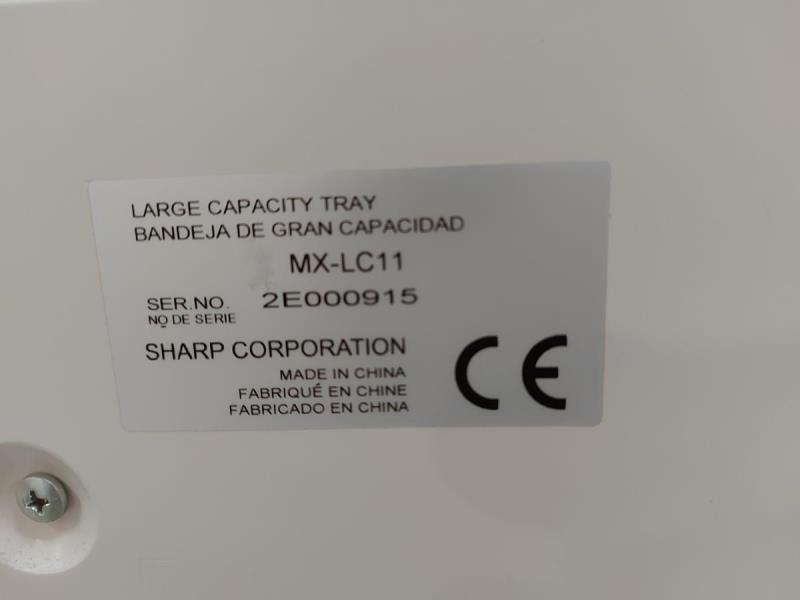 LARGE CAPACITY TRAY
BANDEJA DE GRAN CAPACIDAD
MX-LC11
SER.NO. 2E000915
NO DE SERIE
SHARP CORPORATION
MADE IN CHINA
FABRIQUÉ EN CHINE
FABRICADO EN CHINA
CE